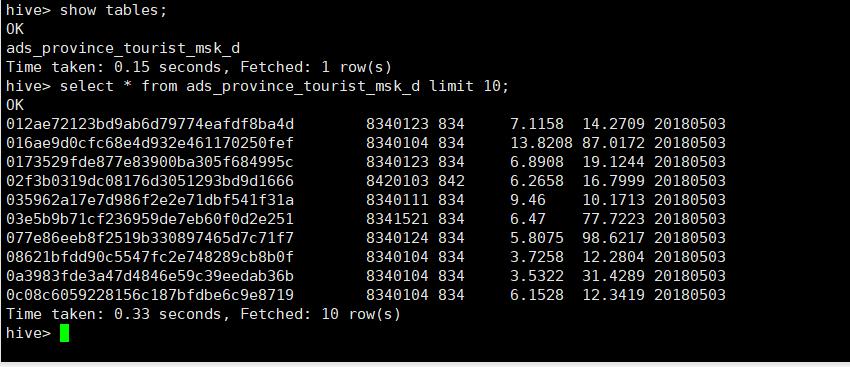 hive> show tables;
OK
ads_province_tourist_msk_d
Time taken: 0.15 seconds, Fetched: 1 row(s)
hive> select * from ads_province_tourist_msk_d limit 10;
OK
012ae72123bd9ab6d79774eafdf8ba4d 8340123 834 7.1158 14.2709 20180503
016ae9d0cfc68e4d932e461170250fef 8340104 834 13.8208 87.0172 20180503
0173529fde877e83900ba305f684995c 8340123 834 6.8908 19.1244 20180503
02f3b0319dc08176d3051293bd9d1666 8420103 842 6.2658 16.7999 20180503
035962a17e7d986f2e2e71dbf541f31a 8340111 834 9.46 10.1713 20180503
03e5b9b71cf236959de7eb60f0d2e251 8341521 834 6.47 77.7223 20180503
077e86eeb8f2519b330897465d7c71f7 8340124 834 5.8075 98.6217 20180503
08621bfdd90c5547fc2e748289cb8b0f 8340104 834 3.7258 12.2804 20180503
0a3983fde3a47d4846e59c39eedab36b 8340104 834 3.5322 31.4289 20180503
0c08c6059228156c187bfdbe6c9e8719 8340104 834 6.1528 12.3419 20180503
Time taken: 0.33 seconds, Fetched: 10 row(s)
hive>